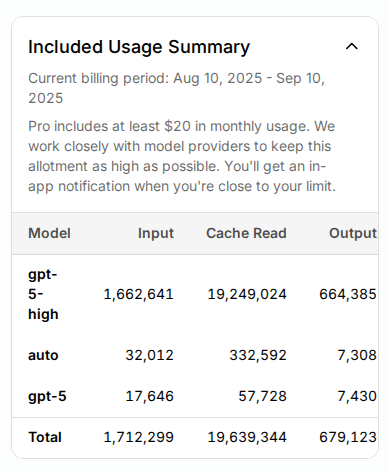 Included Usage Summary
Current billing period: Aug 10, 2025 - Sep 10,
2025
Pro includes at least $20 in monthly usage. We
work closely with model providers to keep this
allotment as high as possible. You'll get an in-
app notification when you're close to your limit.
Model Input Cache Read Output
gpt-
5-
high 1,662,641 19,249,024 664,385
auto 32,012 332,592 7,308
gpt-5 17,646 57,728 7,430
Total 1,712,299 19,639,344 679,123